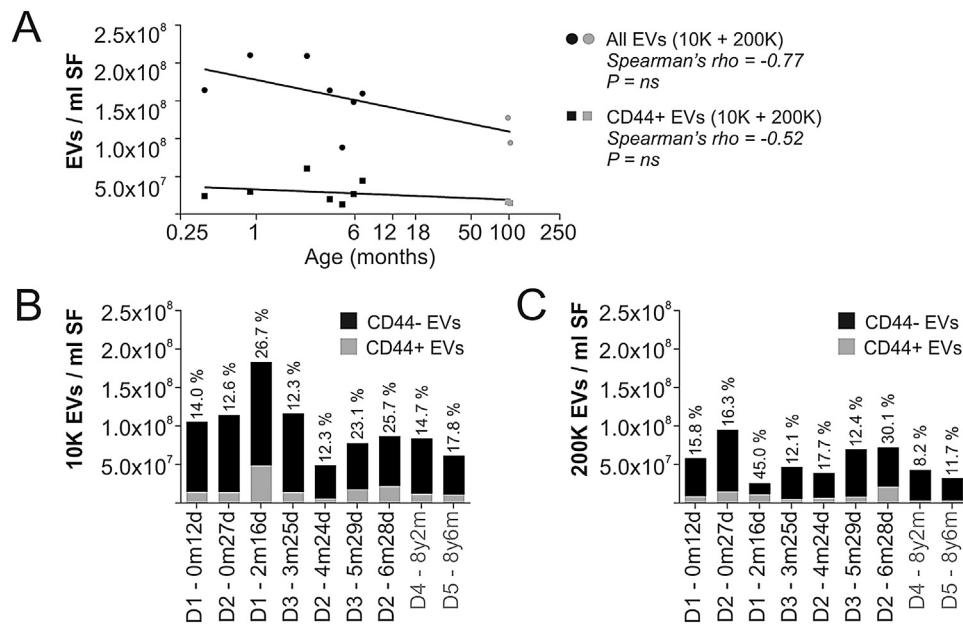 A
EVs / ml SF
2.5x10⁸
2.0x10⁸
1.5x10⁸
1.0x10⁸
5.0x10⁷
0.25 1 6 12 18 50 100 250
Age (months)
All EVs (10K + 200K)
Spearman's rho = -0.77
P = ns
CD44+ EVs (10K + 200K)
Spearman's rho = -0.52
P = ns
B
10K EVs / ml SF
2.5x10⁸
2.0x10⁸
1.5x10⁸
1.0x10⁸
5.0x10⁷
CD44- EVs
CD44+ EVs
14.0 %
12.6 %
26.7 %
12.3 %
12.3 %
23.1 %
25.7 %
14.7 %
17.8 %
D1 - 0m12d
D2 - 0m27d
D1 - 2m16d
D3 - 3m25d
D2 - 4m24d
D3 - 5m29d
D2 - 6m28d
D4 - 8y2m
D5 - 8y6m
C
200K EVs / ml SF
2.5x10⁸
2.0x10⁸
1.5x10⁸
1.0x10⁸
5.0x10⁷
CD44- EVs
CD44+ EVs
15.8 %
16.3 %
45.0 %
12.1 %
17.7 %
12.4 %
30.1 %
8.2 %
11.7 %
D1 - 0m12d
D2 - 0m27d
D1 - 2m16d
D3 - 3m25d
D2 - 4m24d
D3 - 5m29d
D2 - 6m28d
D4 - 8y2m
D5 - 8y6m